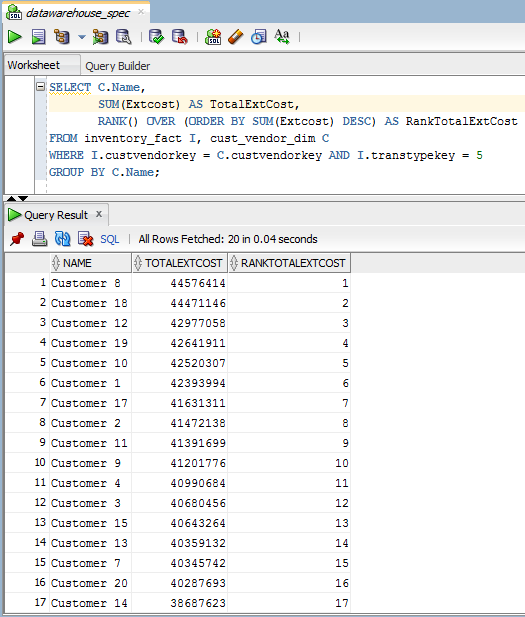 datawarehouse_spec
Worksheet Query Builder
SELECT C.Name,
SUM(Extcost) AS TotalExtCost,
RANK() OVER (ORDER BY SUM(Extcost) DESC) AS RankTotalExtCost
FROM inventory_fact I, cust_vendor_dim C
WHERE I.custvendorkey = C.custvendorkey AND I.transtypekey = 5
GROUP BY C.Name;
Query Result
SQL | All Rows Fetched: 20 in 0.04 seconds
NAME TOTALEXTCOST RANKTOTALEXTCOST
1 Customer 8 44576414 1
2 Customer 18 44471146 2
3 Customer 12 42977058 3
4 Customer 19 42641911 4
5 Customer 10 42520307 5
6 Customer 1 42393994 6
7 Customer 17 41631311 7
8 Customer 2 41472138 8
9 Customer 11 41391699 9
10 Customer 9 41201776 10
11 Customer 4 40990684 11
12 Customer 3 40680456 12
13 Customer 15 40643264 13
14 Customer 13 40359132 14
15 Customer 7 40345742 15
16 Customer 20 40287693 16
17 Customer 14 38687623 17